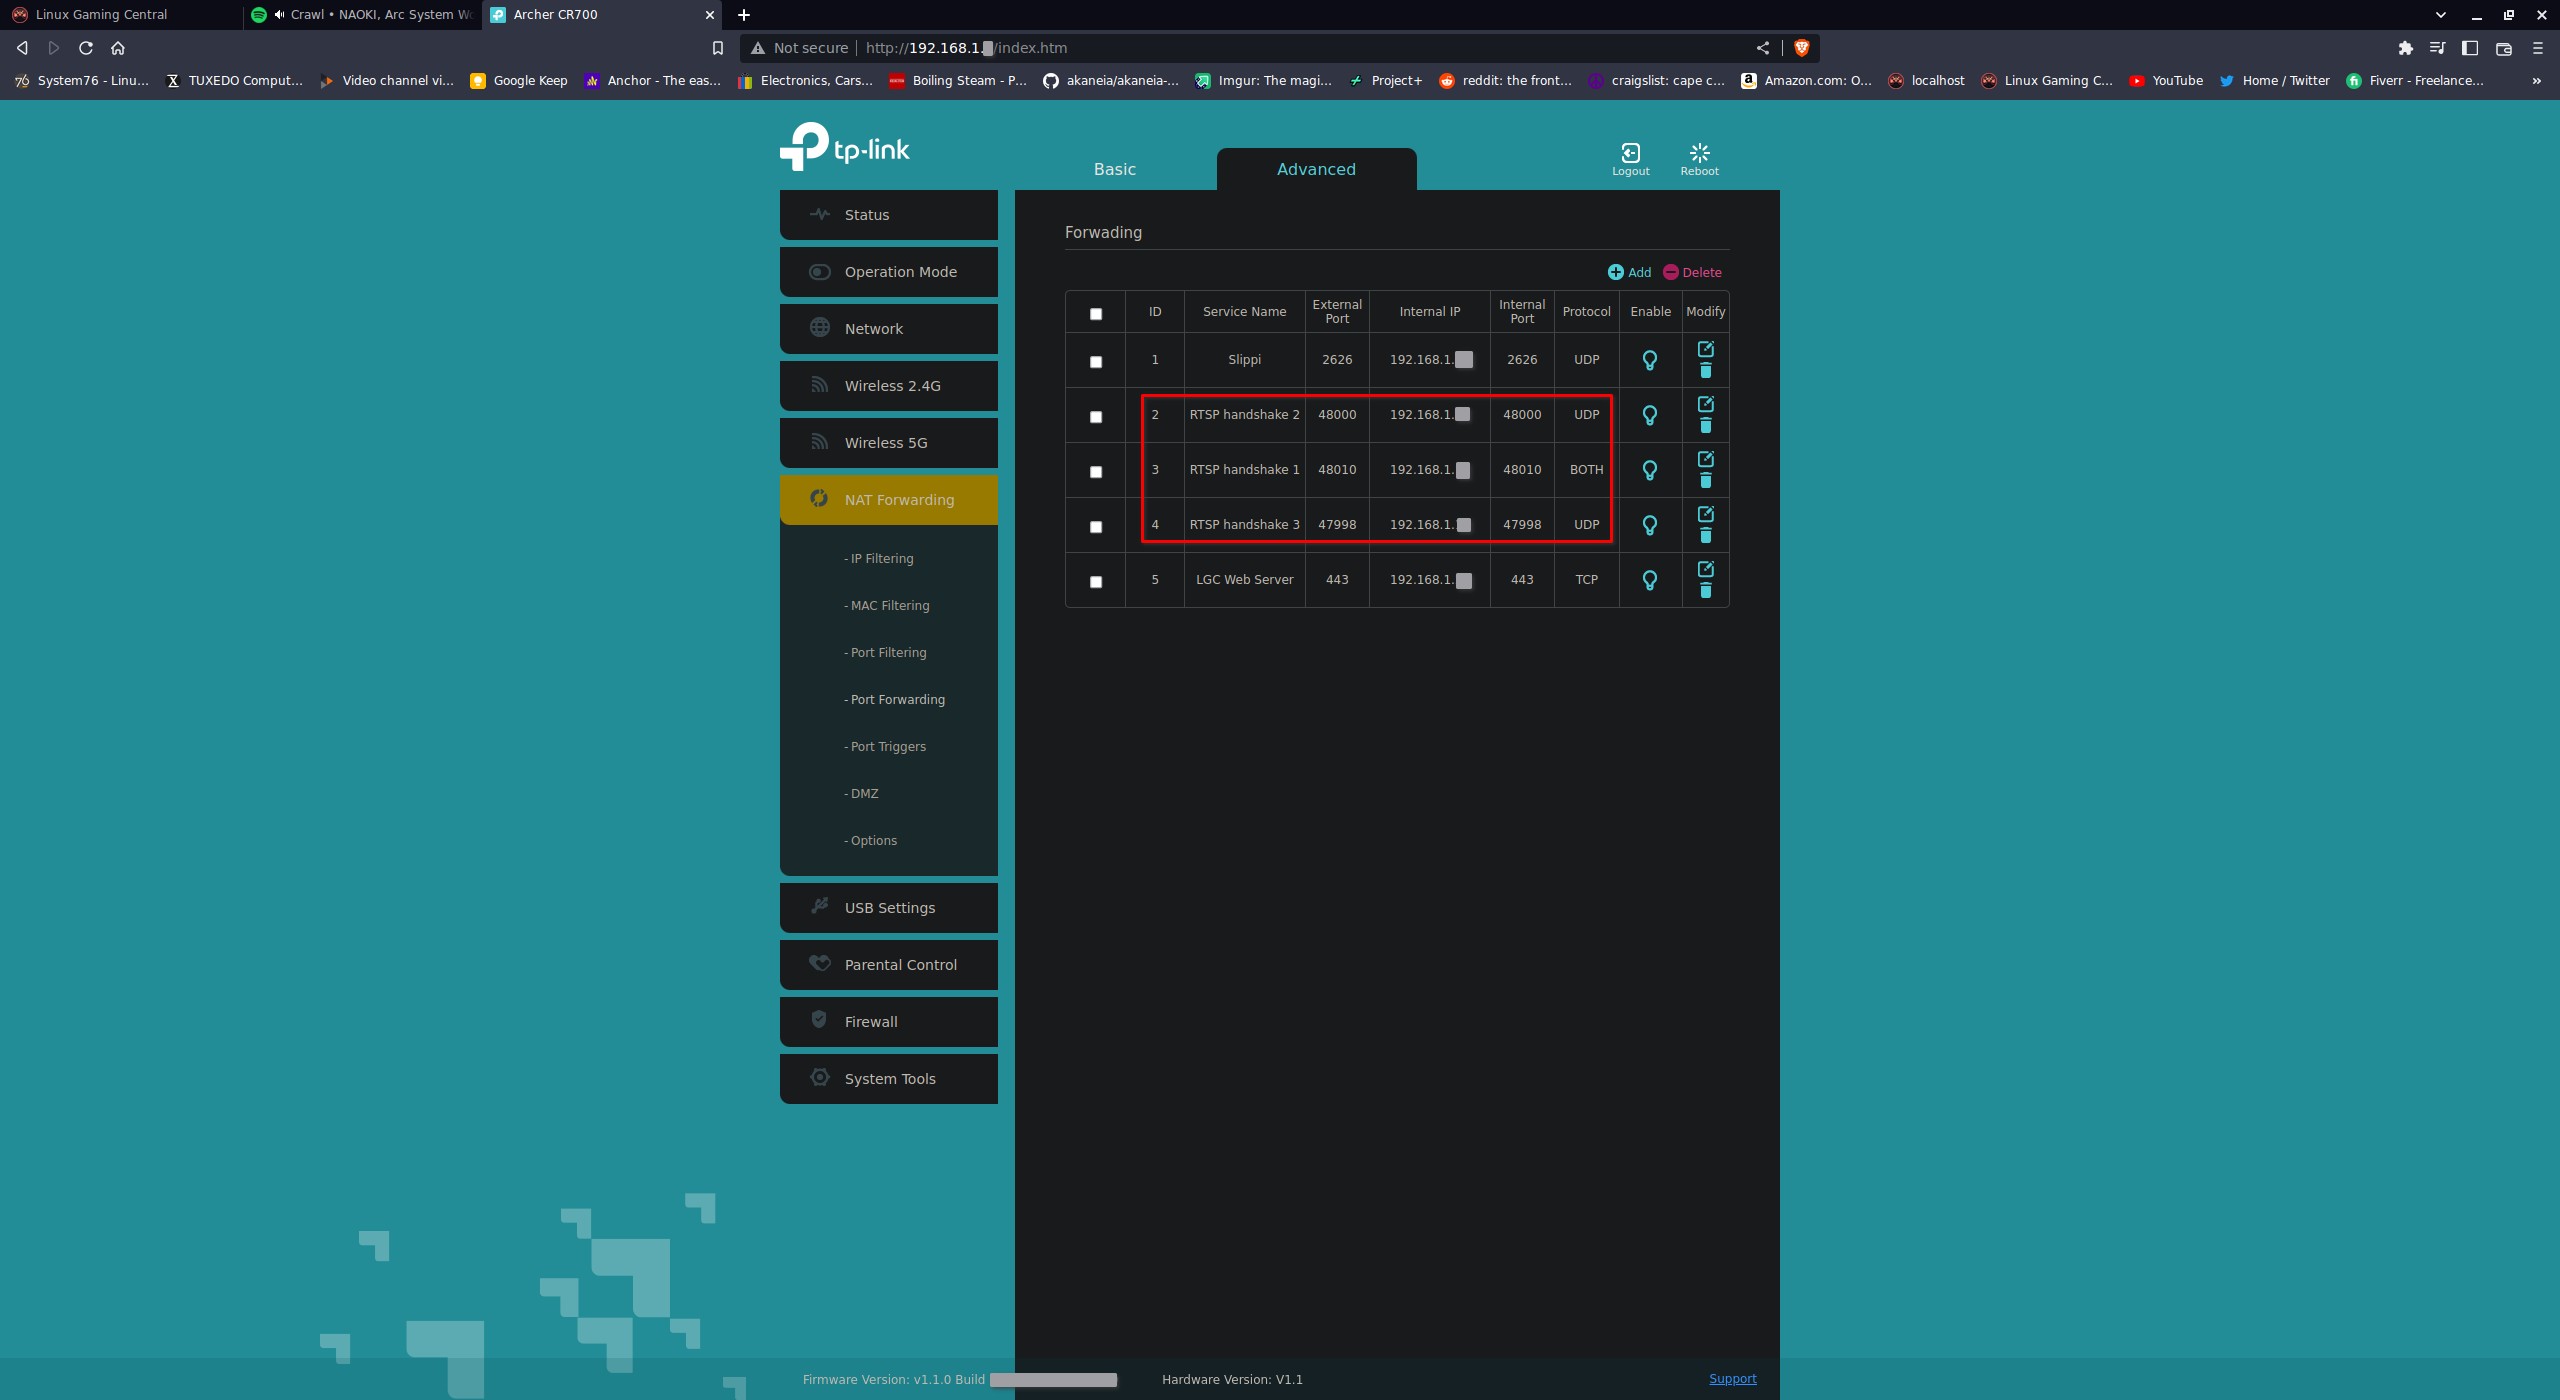 Linux Gaming Central
Crawl • NAOKI, Arc System Wo
Archer CR700
Not secure
http://192.168.1. /index.htm
System76 - Linu...
TUXEDO Comput...
Video channel vi...
Google Keep
Anchor - The eas...
Electronics, Cars...
Boiling Steam - P...
akaneia/akaneia-...
Imgur: The magi...
Project+
reddit: the front...
craigslist: cape c...
Amazon.com: O...
localhost
Linux Gaming C...
YouTube
Home / Twitter
Fiverr - Freelance...
»
tp-link
Basic
Advanced
Logout
Reboot
Status
Operation Mode
Network
Wireless 2.4G
Wireless 5G
NAT Forwarding
- IP Filtering
- MAC Filtering
- Port Filtering
- Port Forwarding
- Port Triggers
- DMZ
- Options
USB Settings
Parental Control
Firewall
System Tools
Forwading
Add Delete
ID Service Name External Port Internal IP Internal Port Protocol Enable Modify
1 Slippi 2626 192.168.1. 2626 UDP
2 RTSP handshake 2 48000 192.168.1. 48000 UDP
3 RTSP handshake 1 48010 192.168.1. 48010 BOTH
4 RTSP handshake 3 47998 192.168.1. 47998 UDP
5 LGC Web Server 443 192.168.1. 443 TCP
Firmware Version: v1.1.0 Build
Hardware Version: V1.1
Support